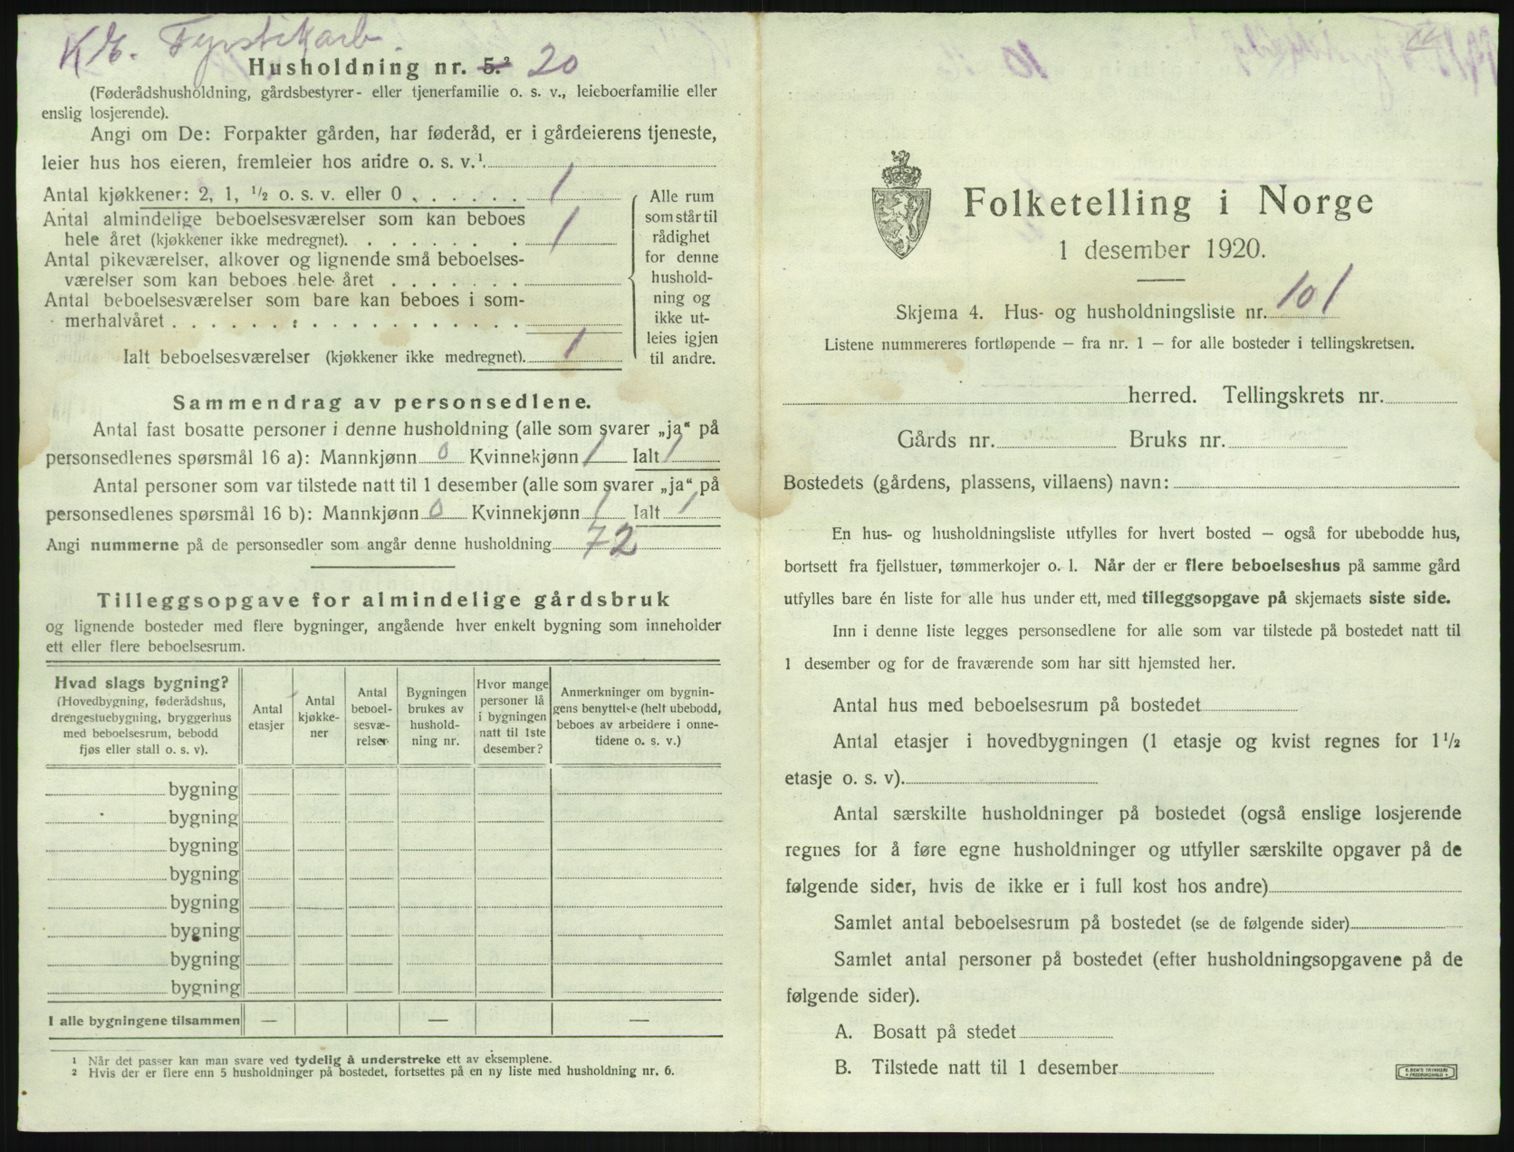 Fyrstikarb.
Husholdning nr. 5.² 20
(Føderådshusholdning, gårdsbestyrer- eller tjenerfamilie o. s. v., leieboerfamilie eller
enslig losjerende).
Angi om De: Forpakter gården, har føderåd, er i gårdeierens tjeneste,
leier hus hos eieren, fremleier hos andre o. s. v.¹
Antal kjøkkener: 2, 1, ½ o. s. v. eller 0 . . . . . . 1
Antal almindelige beboelsesværelser som kan beboes
hele året (kjøkkener ikke medregnet). . . . . . . . 1
Antal pikeværelser, alkover og lignende små beboelses-
værelser som kan beboes hele året . . . . . . .
Antal beboelsesværelser som bare kan beboes i som-
merhalvåret . . . . . . . . . . . . . . . . .
Ialt beboelsesværelser (kjøkkener ikke medregnet). 1
Alle rum
som står til
rådighet
for denne
hushold-
ning og
ikke ut-
leies igjen
til andre.
Sammendrag av personsedlene.
Antal fast bosatte personer i denne husholdning (alle som svarer „ja“ på
personsedlenes spørsmål 16 a): Mannkjønn 0 Kvinnekjønn 1 Ialt 1
Antal personer som var tilstede natt til 1 desember (alle som svarer „ja“ på
personsedlenes spørsmål 16 b): Mannkjønn 0 Kvinnekjønn 1 Ialt 1
Angi nummerne på de personsedler som angår denne husholdning 72
Tilleggsopgave for almindelige gårdsbruk
og lignende bosteder med flere bygninger, angående hver enkelt bygning som inneholder
ett eller flere beboelsesrum.
Hvad slags bygning?
(Hovedbygning, føderådshus,
drengestuebygning, bryggerhus
med beboelsesrum, bebodd
fjøs eller stall o. s. v).
Antal
etasjer
Antal
kjøkke-
ner
Antal
beboel-
sesvæ-
relser
Bygningen
brukes av
hushold-
ning nr.
Hvor mange
personer lå
i bygningen
natt til 1ste
desember?
Anmerkninger om bygnin-
gens benyttelse (helt ubebodd,
beboes av arbeidere i onne-
tidene o. s. v.)
bygning
bygning
bygning
bygning
bygning
bygning
bygning
bygning
I alle bygningene tilsammen — — —
¹ Når det passer kan man svare ved tydelig å understreke ett av eksemplene.
² Hvis der er flere enn 5 husholdninger på bostedet, fortsettes på en ny liste med husholdning nr. 6.
Folketelling i Norge
1 desember 1920.
Skjema 4. Hus- og husholdningsliste nr. 101
Listene nummereres fortløpende — fra nr. 1 — for alle bosteder i tellingskretsen.
herred. Tellingskrets nr.
Gårds nr. Bruks nr.
Bostedets (gårdens, plassens, villaens) navn:
En hus- og husholdningsliste utfylles for hvert bosted — også for ubebodde hus,
bortsett fra fjellstuer, tømmerkojer o. l. Når der er flere beboelseshus på samme gård
utfylles bare én liste for alle hus under ett, med tilleggsopgave på skjemaets siste side.
Inn i denne liste legges personsedlene for alle som var tilstede på bostedet natt til
1 desember og for de fraværende som har sitt hjemsted her.
Antal hus med beboelsesrum på bostedet
Antal etasjer i hovedbygningen (1 etasje og kvist regnes for 1½
etasje o. s. v).
Antal særskilte husholdninger på bostedet (også enslige losjerende
regnes for å føre egne husholdninger og utfyller særskilte opgaver på de
følgende sider, hvis de ikke er i full kost hos andre)
Samlet antal beboelsesrum på bostedet (se de følgende sider)
Samlet antal personer på bostedet (efter husholdningsopgavene på de
følgende sider).
A. Bosatt på stedet
B. Tilstede natt til 1 desember